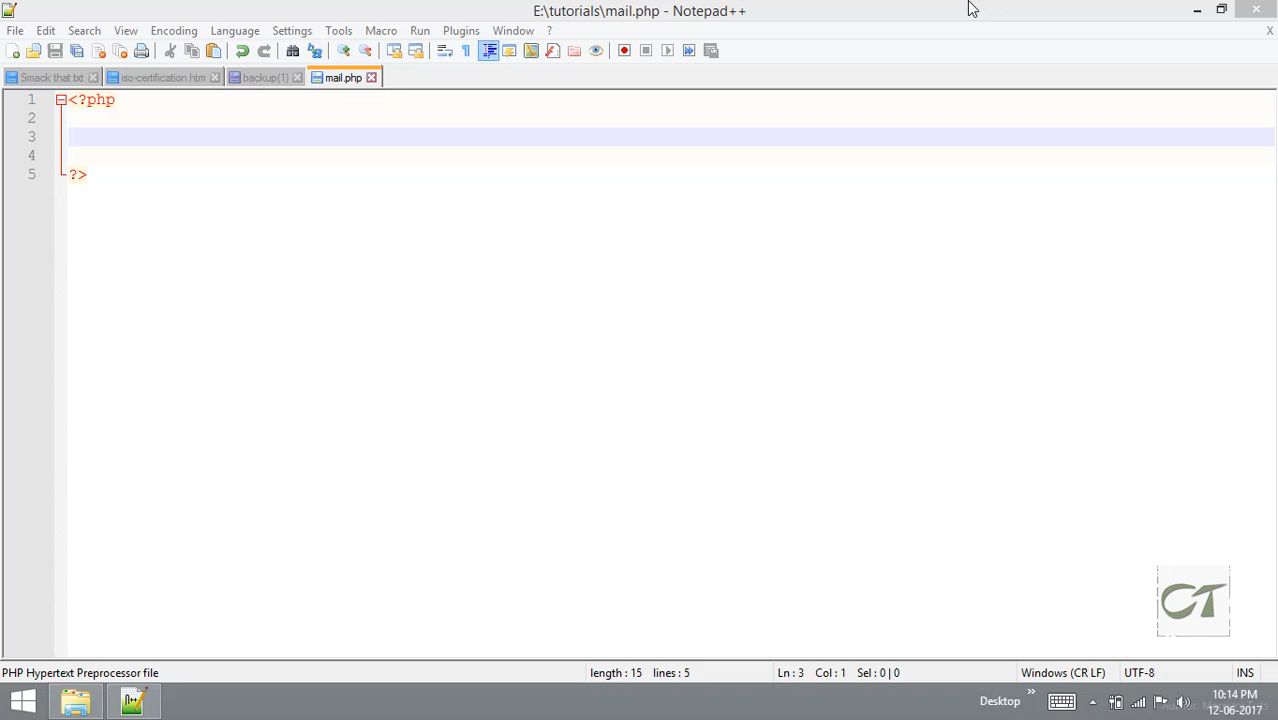 E:\tutorials\mail.php - Notepad++
File Edit Search View Encoding Language Settings Tools Macro Run Plugins Window ? X
Smack that.txt iso-certification.htm backup(1) mail.php
1 <?php
2
3
4
5 ?>
CT
PHP Hypertext Preprocessor file length : 15 lines : 5 Ln : 3 Col : 1 Sel : 0 | 0 Windows (CR LF) UTF-8 INS
Desktop » 10:14 PM
12-06-2017